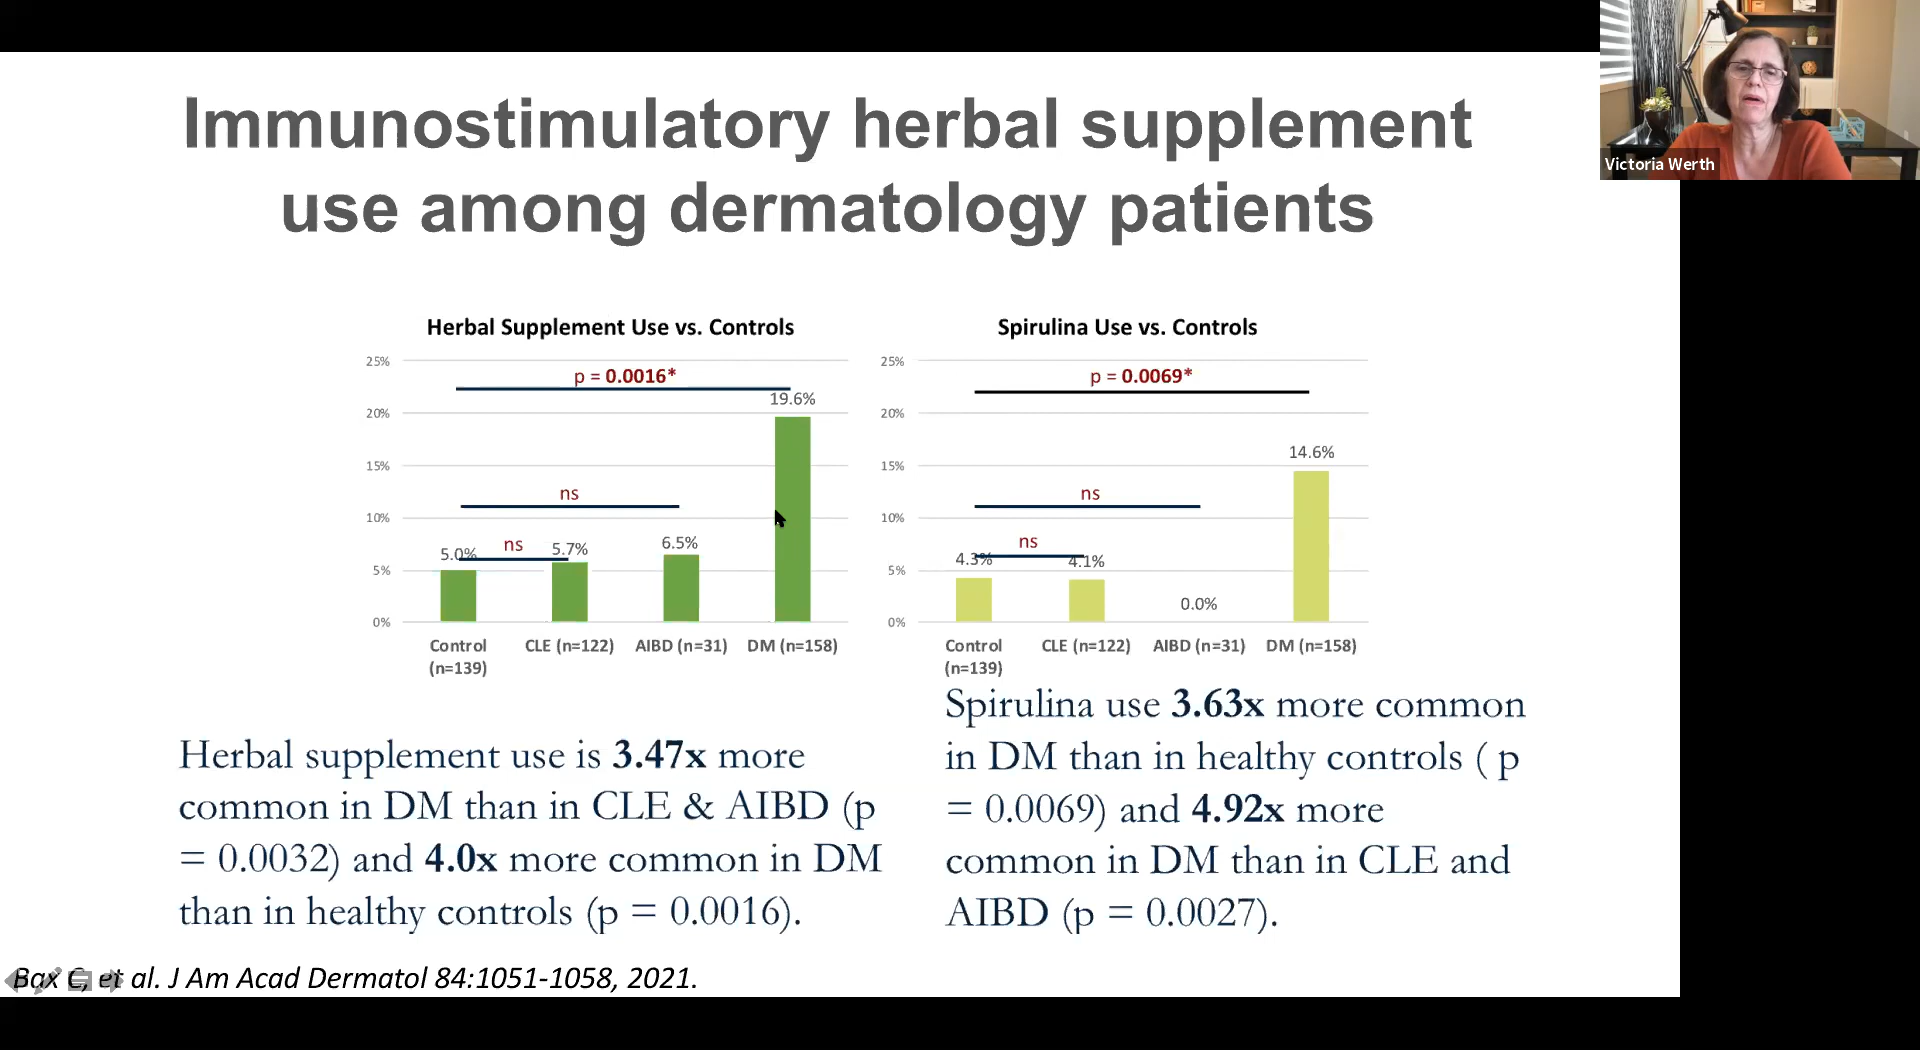 Immunostimulatory herbal supplement
use among dermatology patients
Victoria Werth
Herbal Supplement Use vs. Controls
25%
20%
15%
10%
5%
0%
p = 0.0016*
19.6%
ns
ns
5.0%
5.7%
6.5%
Control
(n=139)
CLE (n=122)
AIBD (n=31)
DM (n=158)
Spirulina Use vs. Controls
25%
20%
15%
10%
5%
0%
p = 0.0069*
14.6%
ns
ns
4.3%
4.1%
0.0%
Control
(n=139)
CLE (n=122)
AIBD (n=31)
DM (n=158)
Herbal supplement use is 3.47x more
common in DM than in CLE & AIBD (p
= 0.0032) and 4.0x more common in DM
than in healthy controls (p = 0.0016).
Spirulina use 3.63x more common
in DM than in healthy controls ( p
= 0.0069) and 4.92x more
common in DM than in CLE and
AIBD (p = 0.0027).
Bax C, et al. J Am Acad Dermatol 84:1051-1058, 2021.